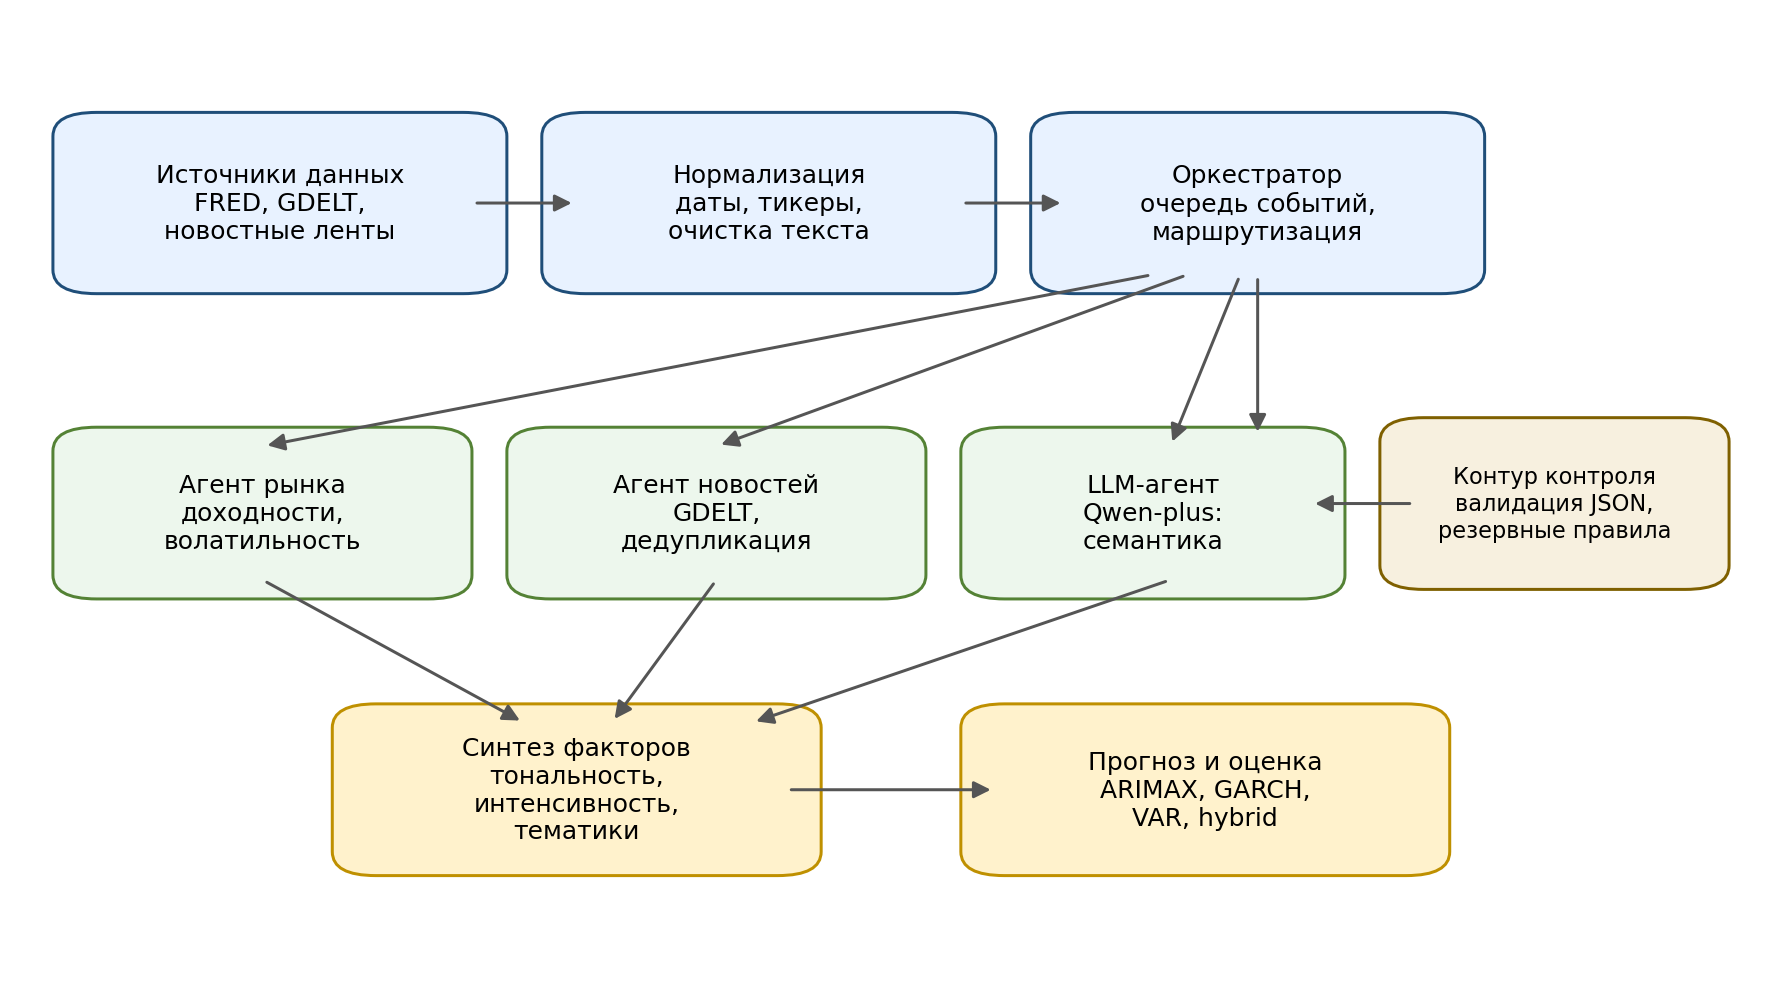 Источники данных
FRED, GDELT,
новостные ленты
Нормализация
даты, тикеры,
очистка текста
Оркестратор
очередь событий,
маршрутизация
Агент рынка
доходности,
волатильность
Агент новостей
GDELT,
дедупликация
LLM-агент
Qwen-plus:
семантика
Контур контроля
валидация JSON,
резервные правила
Синтез факторов
тональность,
интенсивность,
тематики
Прогноз и оценка
ARIMAX, GARCH,
VAR, hybrid